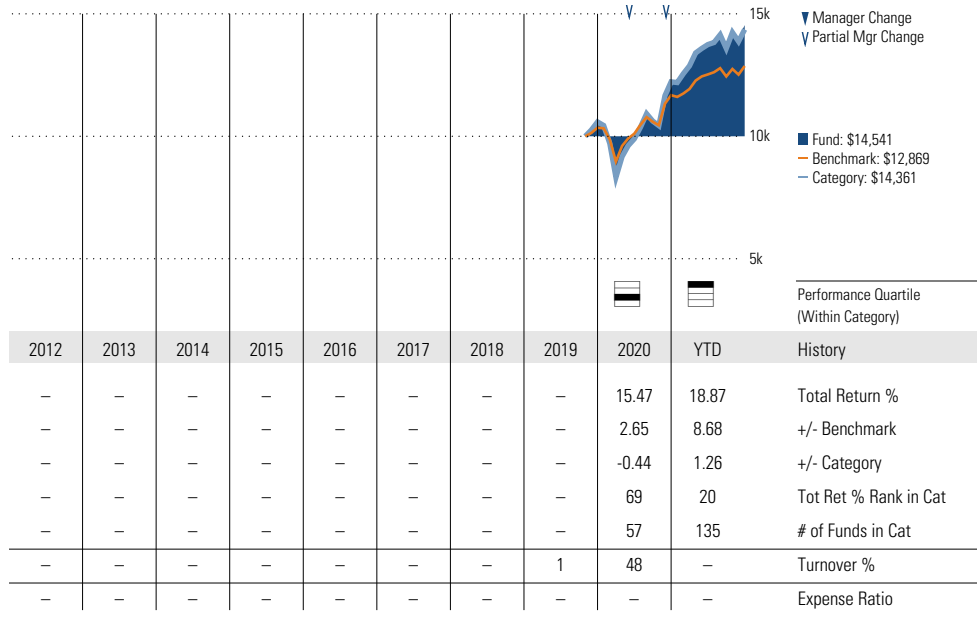 15k
▼ Manager Change
∨ Partial Mgr Change
10k
Fund: $14,541
Benchmark: $12,869
Category: $14,361
5k
Performance Quartile
(Within Category)
2012 2013 2014 2015 2016 2017 2018 2019 2020 YTD History
– – – – – – – – 15.47 18.87 Total Return %
– – – – – – – – 2.65 8.68 +/- Benchmark
– – – – – – – – -0.44 1.26 +/- Category
– – – – – – – – 69 20 Tot Ret % Rank in Cat
– – – – – – – – 57 135 # of Funds in Cat
– – – – – – – 1 48 – Turnover %
– – – – – – – – – – Expense Ratio